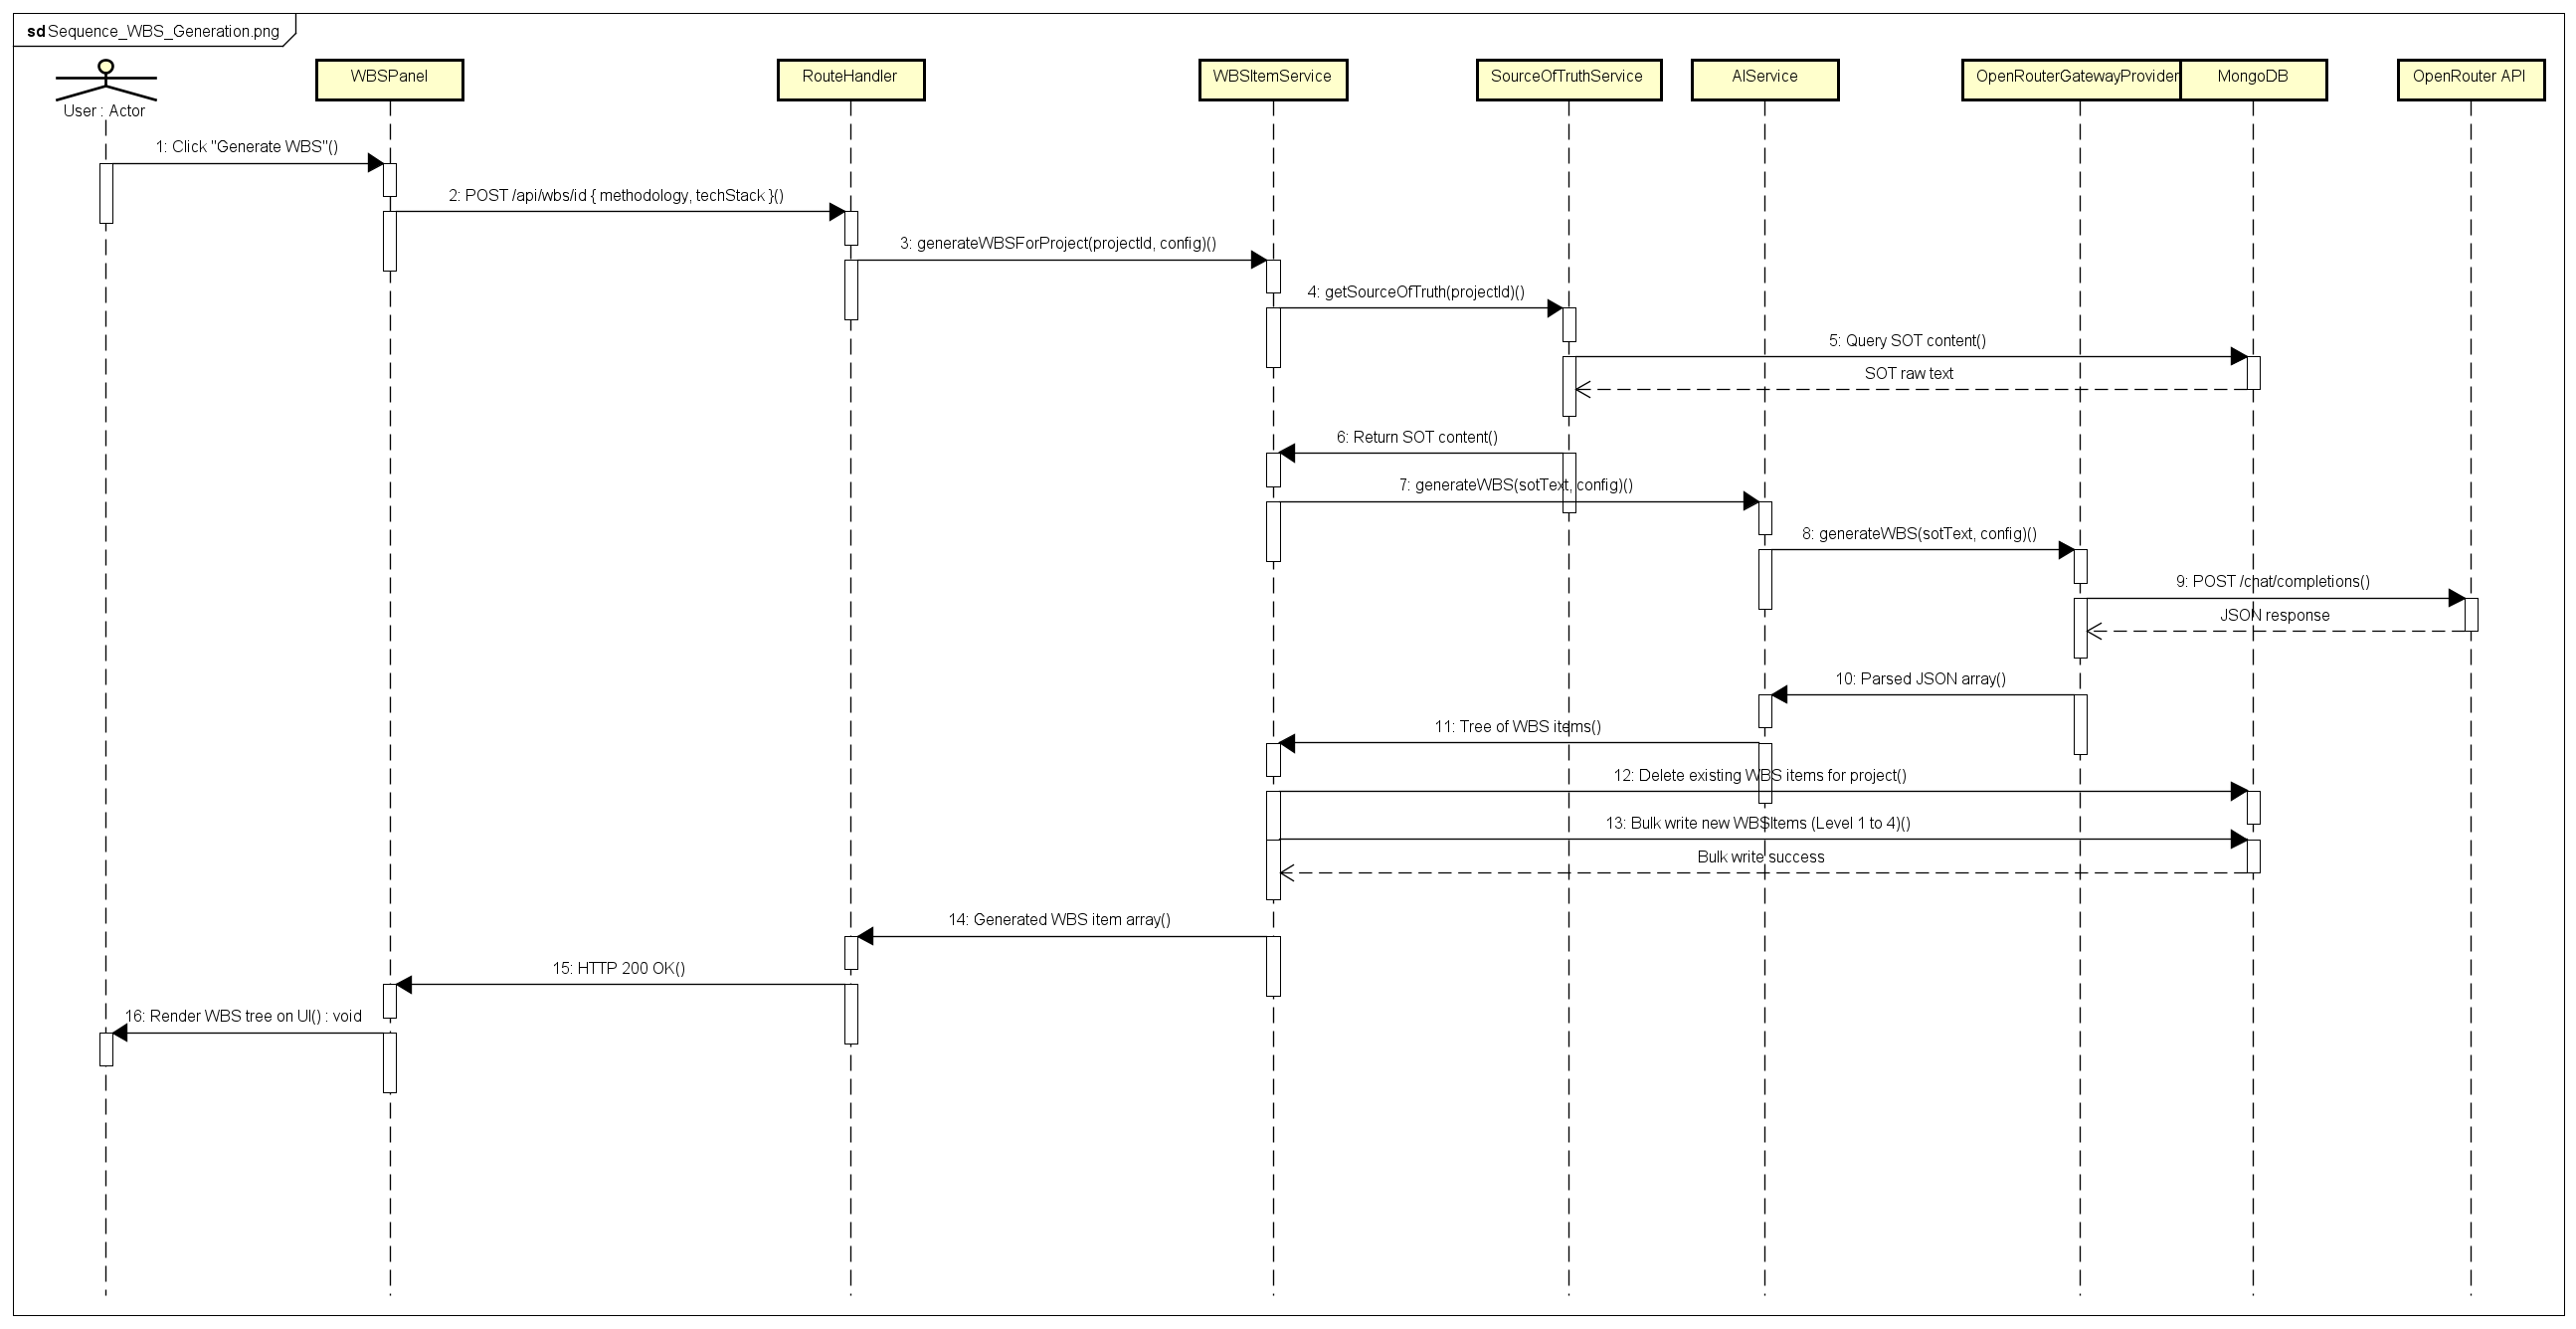 sd Sequence_WBS_Generation.png
User : Actor
WBSPanel
RouteHandler
WBSItemService
SourceOfTruthService
AIService
OpenRouterGatewayProvider
MongoDB
OpenRouter API
1: Click "Generate WBS"()
2: POST /api/wbs/id { methodology, techStack }()
3: generateWBSForProject(projectId, config)()
4: getSourceOfTruth(projectId)()
5: Query SOT content()
SOT raw text
6: Return SOT content()
7: generateWBS(sotText, config)()
8: generateWBS(sotText, config)()
9: POST /chat/completions()
JSON response
10: Parsed JSON array()
11: Tree of WBS items()
12: Delete existing WBS items for project()
13: Bulk write new WBSItems (Level 1 to 4)()
Bulk write success
14: Generated WBS item array()
15: HTTP 200 OK()
16: Render WBS tree on UI() : void